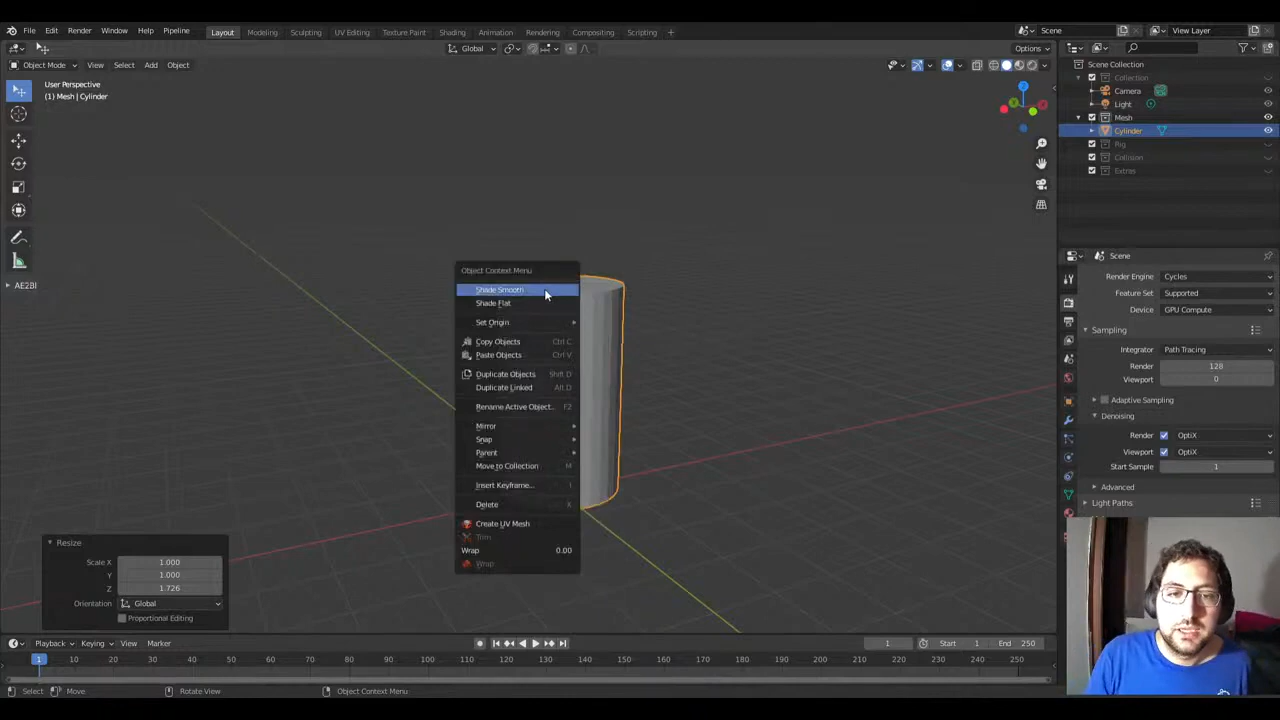 File Edit Render Window Help Pipeline Layout Modeling Sculpting UV Editing Texture Paint Shading Animation Rendering Compositing Scripting + Scene View Layer
Global Options
Object Mode View Select Add Object
User Perspective
(1) Mesh | Cylinder
AE2Bl
Object Context Menu
Shade Smooth
Shade Flat
Set Origin
Copy Objects Ctrl C
Paste Objects Ctrl V
Duplicate Objects Shift D
Duplicate Linked Alt D
Rename Active Object... F2
Mirror
Snap
Parent
Move to Collection M
Insert Keyframe... I
Delete X
Create UV Mesh
Trim
Wrap 0.00
Wrap
Resize
Scale X 1.000
Y 1.000
Z 1.726
Orientation Global
Proportional Editing
Scene Collection
Collection
Camera
Light
Mesh
Cylinder
Rig
Collision
Extras
Scene
Render Engine Cycles
Feature Set Supported
Device GPU Compute
Sampling
Integrator Path Tracing
Render 128
Viewport 0
Adaptive Sampling
Denoising
Render OptiX
Viewport OptiX
Start Sample 1
Advanced
Light Paths
Playback Keying View Marker 1 Start 1 End 250
1 10 20 30 40 50 60 70 80 90 100 110 120 130 140 150 160 170 180 190 200 210 220 230 240 250
Select Move Rotate View Object Context Menu